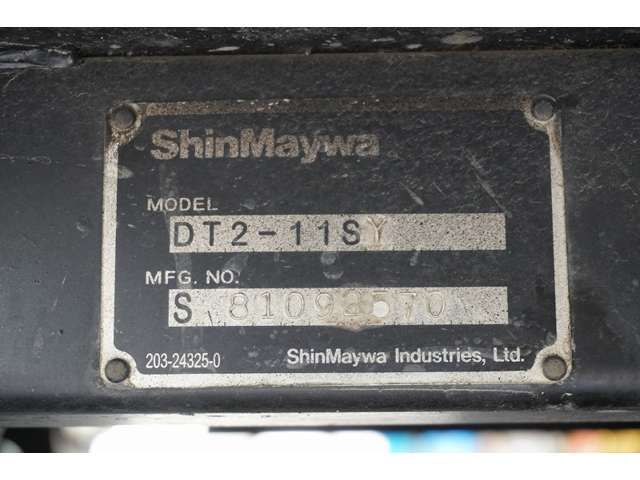 ShinMaywa
MODEL
DT2-11SY
MFG. NO.
S
203-24325-0 ShinMaywa Industries, Ltd.